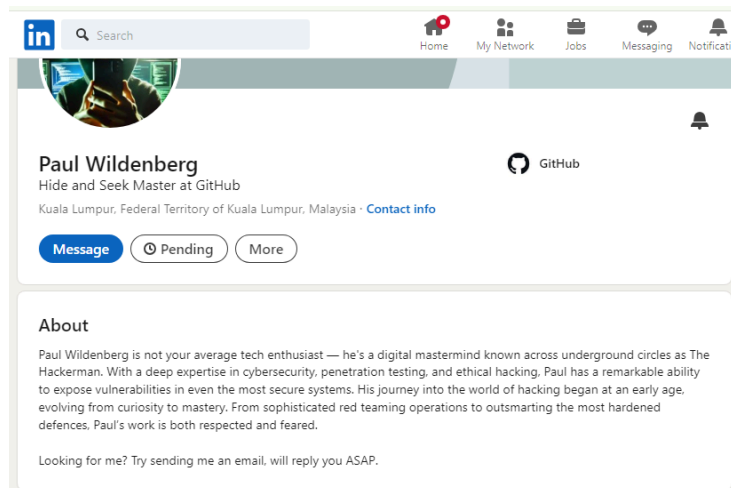 in
Search
Home
My Network
Jobs
Messaging
Notificati
Paul Wildenberg
GitHub
Hide and Seek Master at GitHub
Kuala Lumpur, Federal Territory of Kuala Lumpur, Malaysia · Contact info
Message
Pending
More
About
Paul Wildenberg is not your average tech enthusiast — he's a digital mastermind known across underground circles as The
Hackerman. With a deep expertise in cybersecurity, penetration testing, and ethical hacking, Paul has a remarkable ability
to expose vulnerabilities in even the most secure systems. His journey into the world of hacking began at an early age,
evolving from curiosity to mastery. From sophisticated red teaming operations to outsmarting the most hardened
defences, Paul's work is both respected and feared.
Looking for me? Try sending me an email, will reply you ASAP.